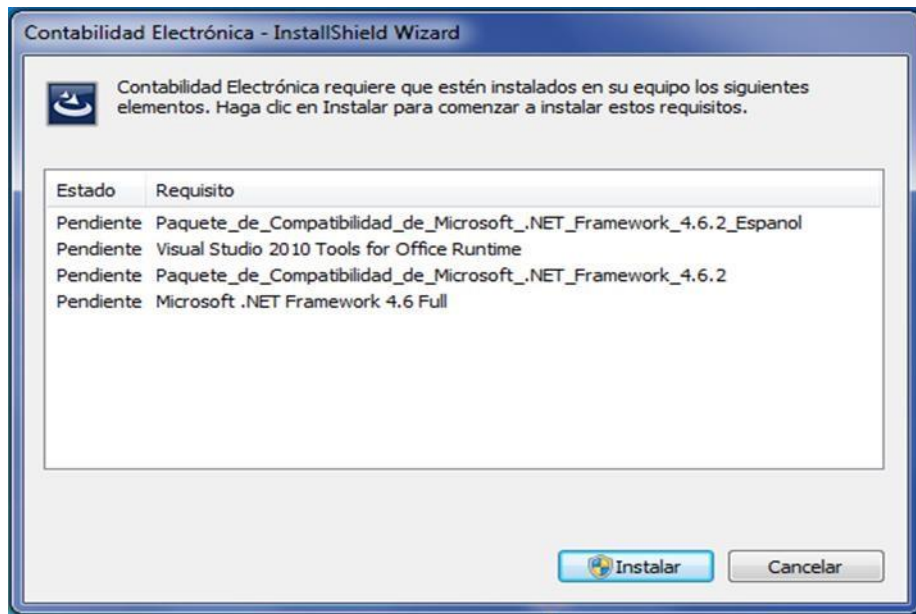 Contabilidad Electrónica - InstallShield Wizard
Contabilidad Electrónica requiere que estén instalados en su equipo los siguientes
elementos. Haga clic en Instalar para comenzar a instalar estos requisitos.
Estado Requisito
Pendiente Paquete_de_Compatibilidad_de_Microsoft_.NET_Framework_4.6.2_Espanol
Pendiente Visual Studio 2010 Tools for Office Runtime
Pendiente Paquete_de_Compatibilidad_de_Microsoft_.NET_Framework_4.6.2
Pendiente Microsoft .NET Framework 4.6 Full
Instalar Cancelar